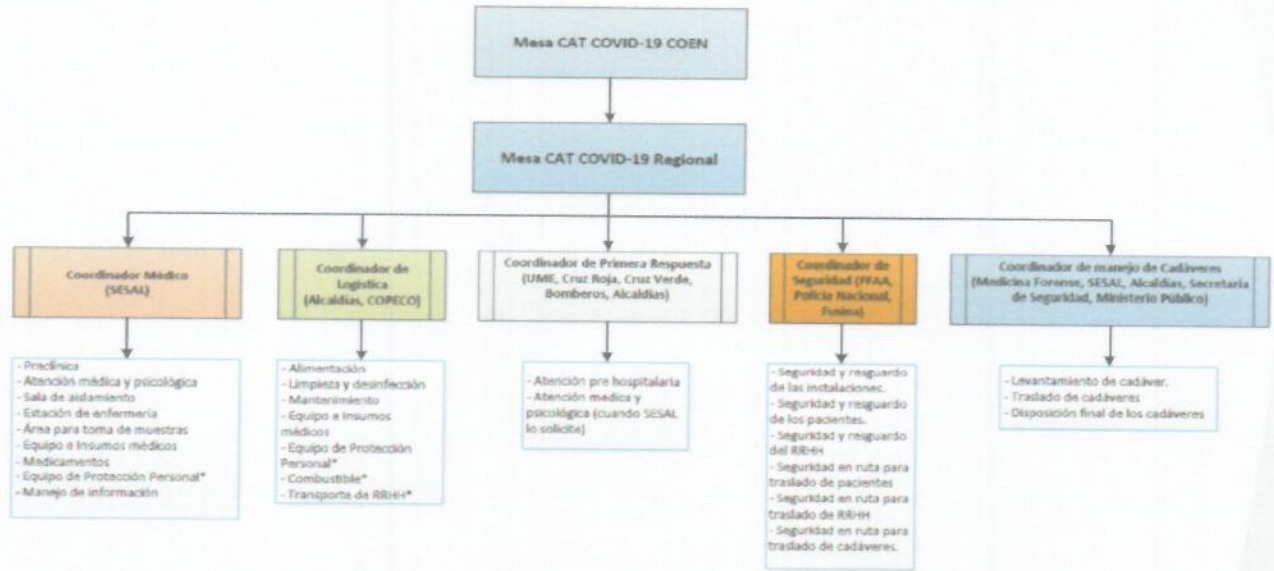 Mesa CAT COVID-19 COEN
Mesa CAT COVID-19 Regional
Coordinador Médico
(SESAL)
Coordinador de
Logística
(Alcaldías, COPECO)
Coordinador de Primera Respuesta
(UME, Cruz Roja, Cruz Verde,
Bomberos, Alcaldías)
Coordinador de
Seguridad (FFAA,
Policía Nacional,
Fusina)
Coordinador de manejo de Cadáveres
(Medicina Forense, SESAL, Alcaldías, Secretaria
de Seguridad, Ministerio Público)
- Preclínica
- Atención médica y psicológica
- Sala de aislamiento
- Estación de enfermería
- Área para toma de muestras
- Equipo e Insumos médicos
- Medicamentos
- Equipo de Protección Personal*
- Manejo de información
- Alimentación
- Limpieza y desinfección
- Mantenimiento
- Equipo e Insumos
médicos
- Equipo de Protección
Personal*
- Combustible*
- Transporte de RRHH*
- Atención pre hospitalaria
- Atención medica y
psicológica (cuando SESAL
lo solicite)
- Seguridad y resguardo
de las instalaciones.
- Seguridad y resguardo
de los pacientes.
- Seguridad y resguardo
del RRHH
- Seguridad en ruta para
traslado de pacientes
- Seguridad en ruta para
traslado de RRHH
- Seguridad en ruta para
traslado de cadáveres.
- Levantamiento de cadáver.
- Traslado de cadáveres
- Disposición final de los cadáveres